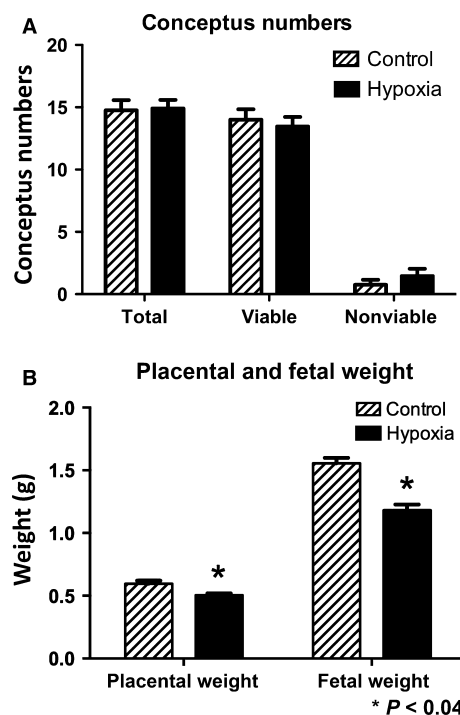 A
Conceptus numbers
20
15
10
5
0
Conceptus numbers
Control
Hypoxia
Total Viable Nonviable
B
Placental and fetal weight
2.0
1.5
1.0
0.5
0.0
Weight (g)
Control
Hypoxia
*
*
Placental weight Fetal weight
* P < 0.04